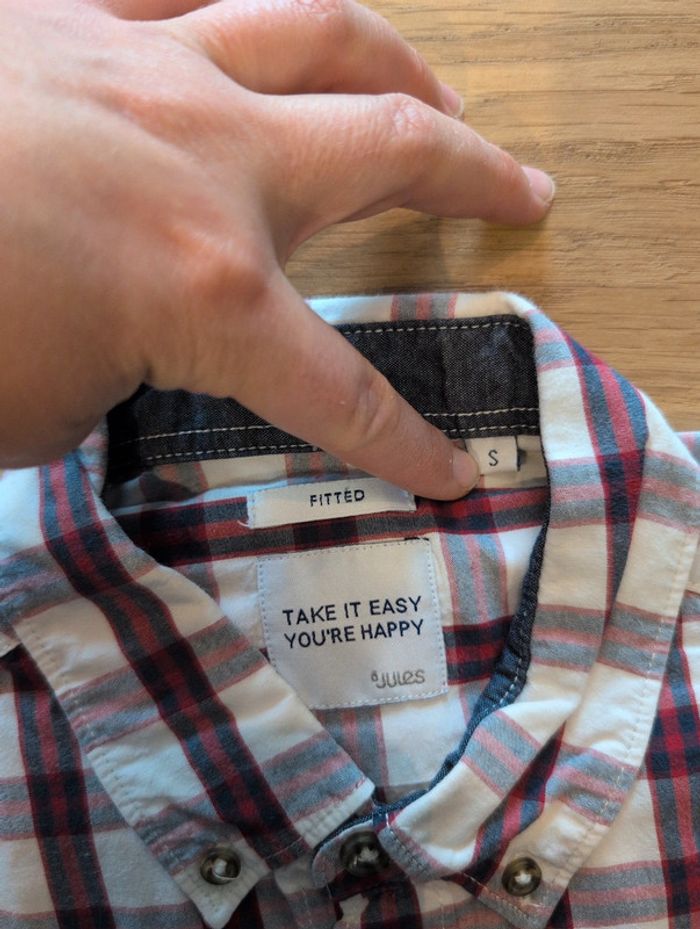 S
FITTED
TAKE IT EASY
YOU'RE HAPPY
JULES